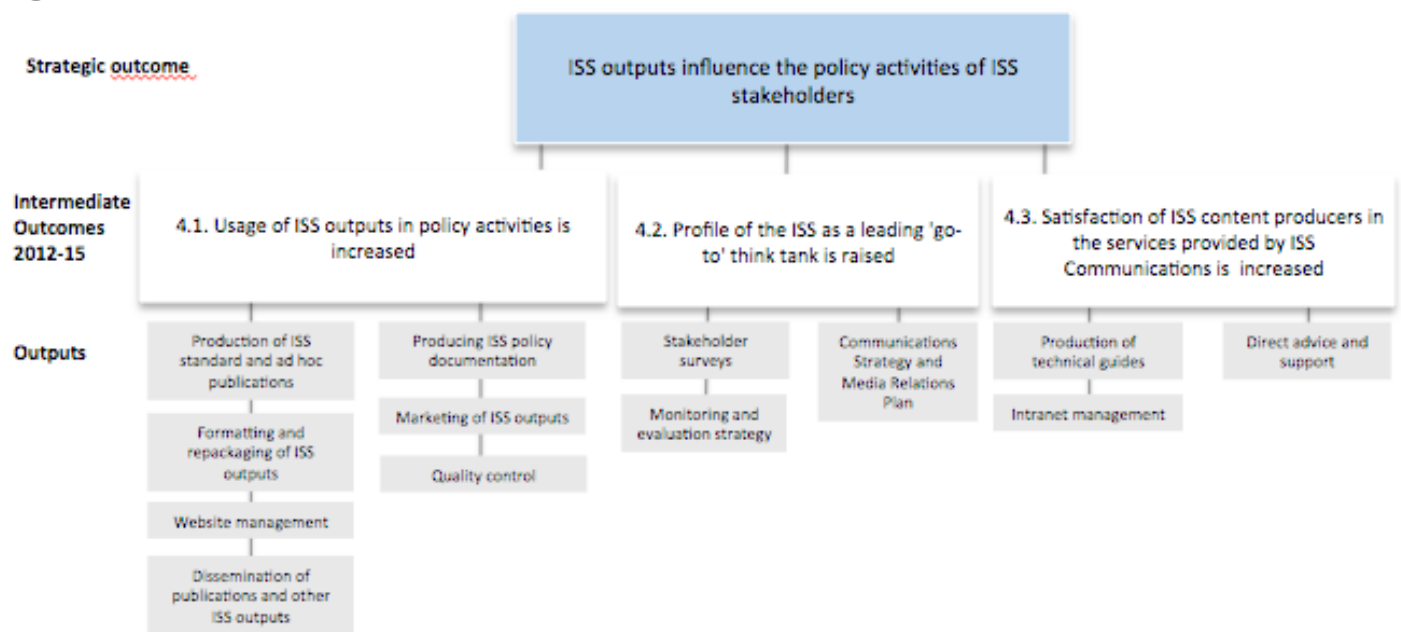 Strategic outcome
ISS outputs influence the policy activities of ISS
stakeholders
Intermediate
Outcomes
2012-15
4.1. Usage of ISS outputs in policy activities is
increased
4.2. Profile of the ISS as a leading 'go-
to' think tank is raised
4.3. Satisfaction of ISS content producers in
the services provided by ISS
Communications is increased
Outputs
Production of ISS
standard and ad hoc
publications
Formatting and
repackaging of ISS
outputs
Website management
Dissemination of
publications and other
ISS outputs
Producing ISS policy
documentation
Marketing of ISS outputs
Quality control
Stakeholder
surveys
Monitoring and
evaluation strategy
Communications
Strategy and
Media Relations
Plan
Production of
technical guides
Intranet management
Direct advice and
support